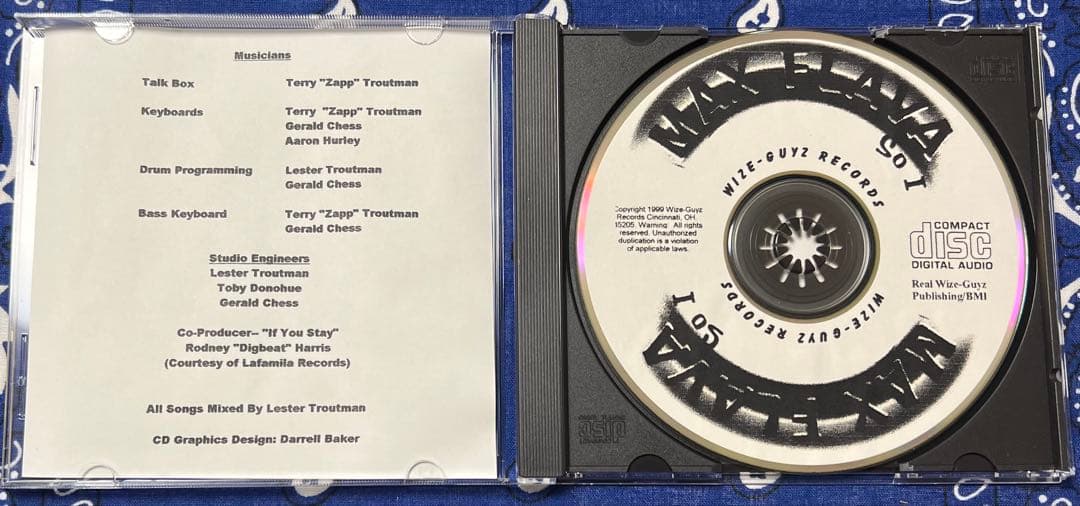 Musicians
Talk Box Terry "Zapp" Troutman
Keyboards Terry "Zapp" Troutman
Gerald Chess
Aaron Hurley
Drum Programming Lester Troutman
Gerald Chess
Bass Keyboard Terry "Zapp" Troutman
Gerald Chess
Studio Engineers
Lester Troutman
Toby Donohue
Gerald Chess
Co-Producer-- "If You Stay"
Rodney "Digbeat" Harris
(Courtesy of Lafamila Records)
All Songs Mixed By Lester Troutman
CD Graphics Design: Darrell Baker
MAX FLAVA
SO I
WIZE-GUYZ RECORDS
Copyright 1999 Wize-Guyz
Records Cincinnati, OH.
45205. Warning: All rights
reserved. Unauthorized
duplication is a violation
of applicable laws.
COMPACT
disc
DIGITAL AUDIO
Real Wize-Guyz
Publishing/BMI
WIZE-GUYZ RECORDS
SO I
MAX FLAVA